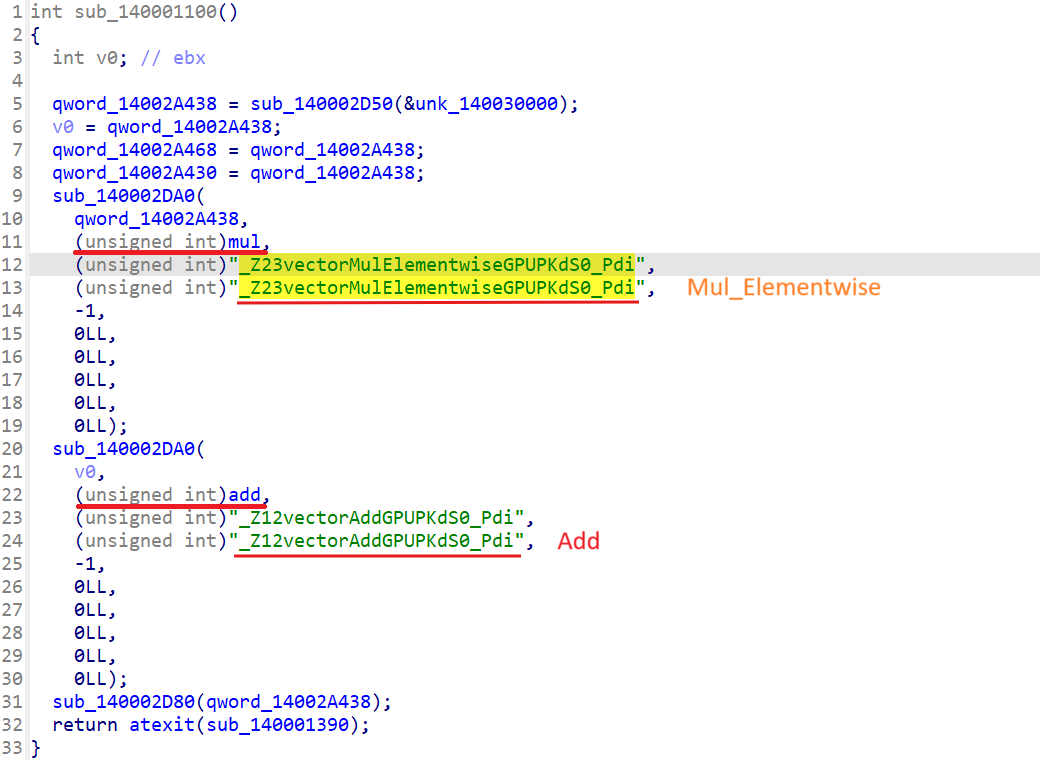 1 int sub_140001100()
2 {
3 int v0; // ebx
4
5 qword_14002A438 = sub_140002D50(&unk_140030000);
6 v0 = qword_14002A438;
7 qword_14002A468 = qword_14002A438;
8 qword_14002A430 = qword_14002A438;
9 sub_140002DA0(
10 qword_14002A438,
11 (unsigned int)mul,
12 (unsigned int)"_Z23vectorMulElementwiseGPUPKdS0_Pdi",
13 (unsigned int)"_Z23vectorMulElementwiseGPUPKdS0_Pdi", Mul_Elementwise
14 -1,
15 0LL,
16 0LL,
17 0LL,
18 0LL,
19 0LL);
20 sub_140002DA0(
21 v0,
22 (unsigned int)add,
23 (unsigned int)"_Z12vectorAddGPUPKdS0_Pdi",
24 (unsigned int)"_Z12vectorAddGPUPKdS0_Pdi", Add
25 -1,
26 0LL,
27 0LL,
28 0LL,
29 0LL,
30 0LL);
31 sub_140002D80(qword_14002A438);
32 return atexit(sub_140001390);
33 }